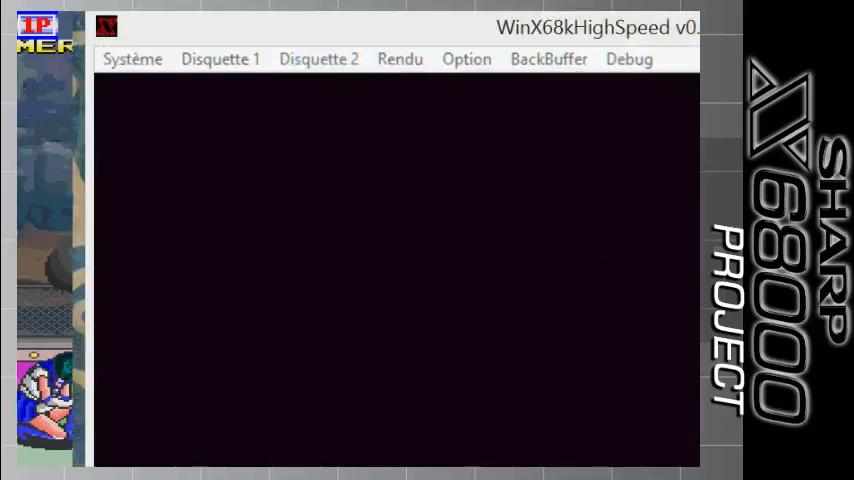 1P
MER
WinX68kHighSpeed v0.
Système Disquette 1 Disquette 2 Rendu Option BackBuffer Debug
SHARP
X68000
PROJECT